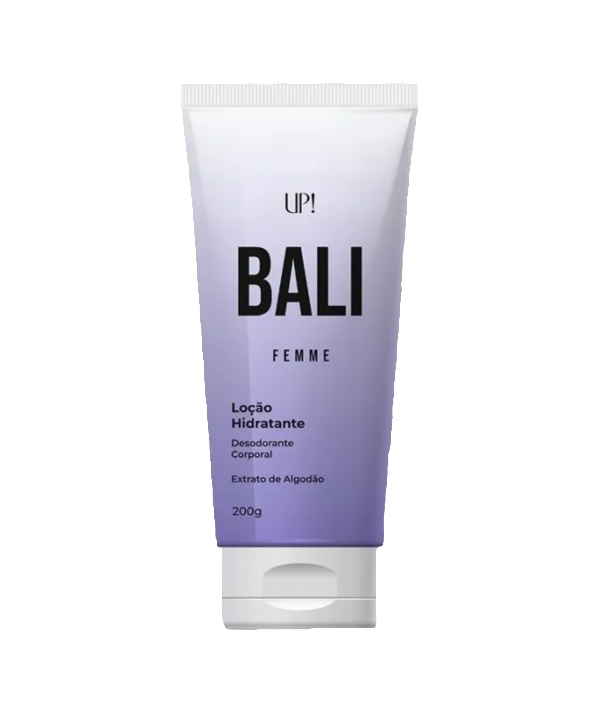 UP!
BALI
FEMME
Loção
Hidratante
Desodorante
Corporal
Extrato de Algodão
200g